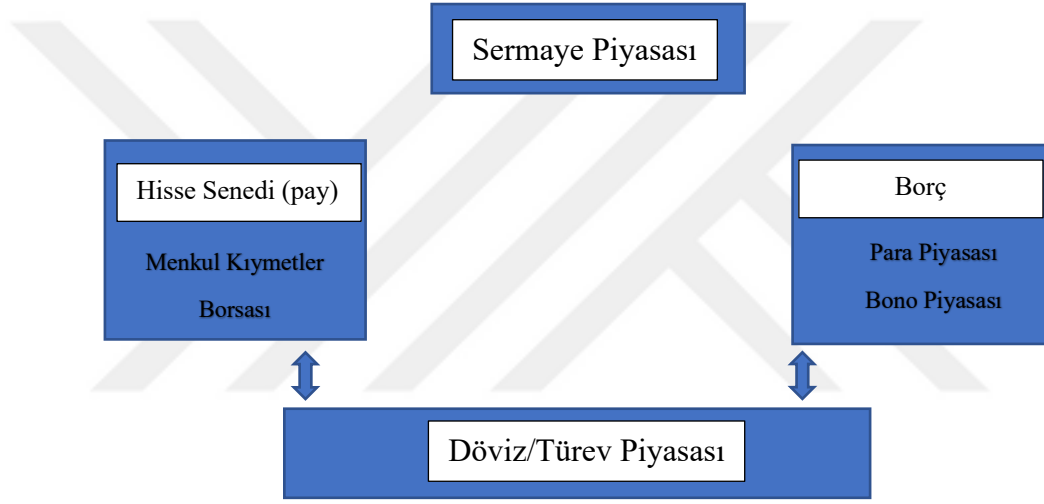 Sermaye Piyasası
Hisse Senedi (pay)
Menkul Kıymetler
Borsası
Borç
Para Piyasası
Bono Piyasası
Döviz/Türev Piyasası